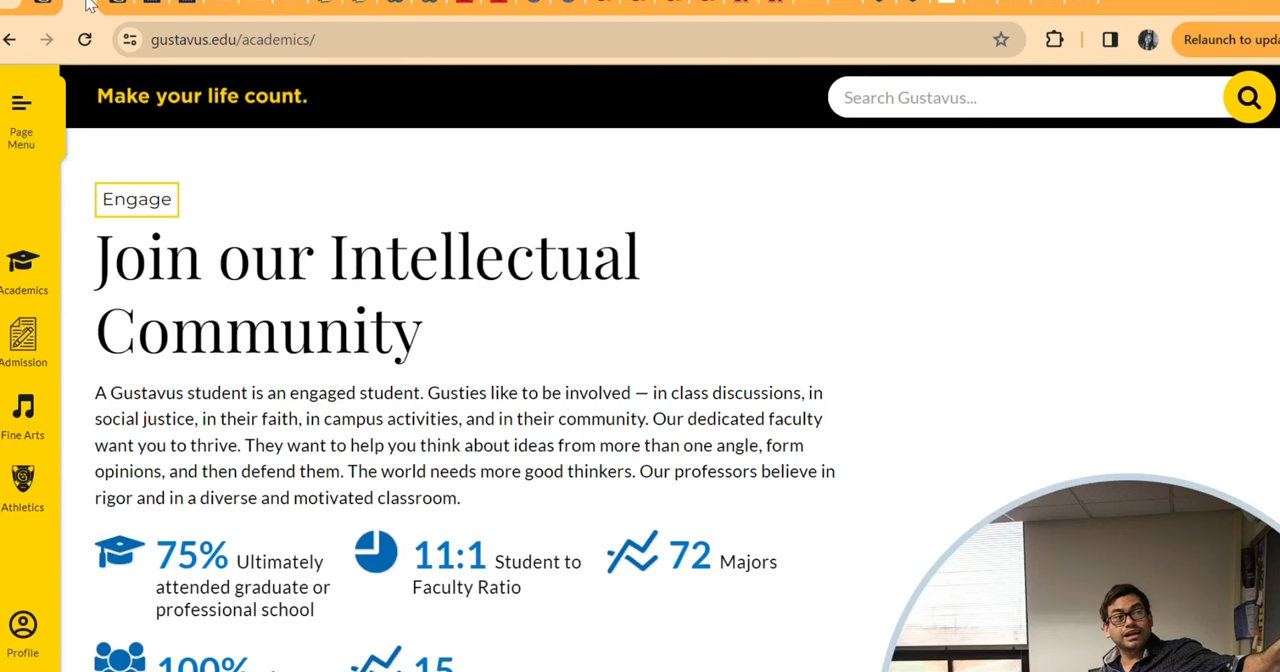 gustavus.edu/academics/
Relaunch to upda
Make your life count.
Search Gustavus...
Page
Menu
Engage
Join our Intellectual
Community
Academics
Admission
Fine Arts
Athletics
Profile
A Gustavus student is an engaged student. Gusties like to be involved — in class discussions, in
social justice, in their faith, in campus activities, and in their community. Our dedicated faculty
want you to thrive. They want to help you think about ideas from more than one angle, form
opinions, and then defend them. The world needs more good thinkers. Our professors believe in
rigor and in a diverse and motivated classroom.
75% Ultimately
attended graduate or
professional school
11:1 Student to
Faculty Ratio
72 Majors
100%
15